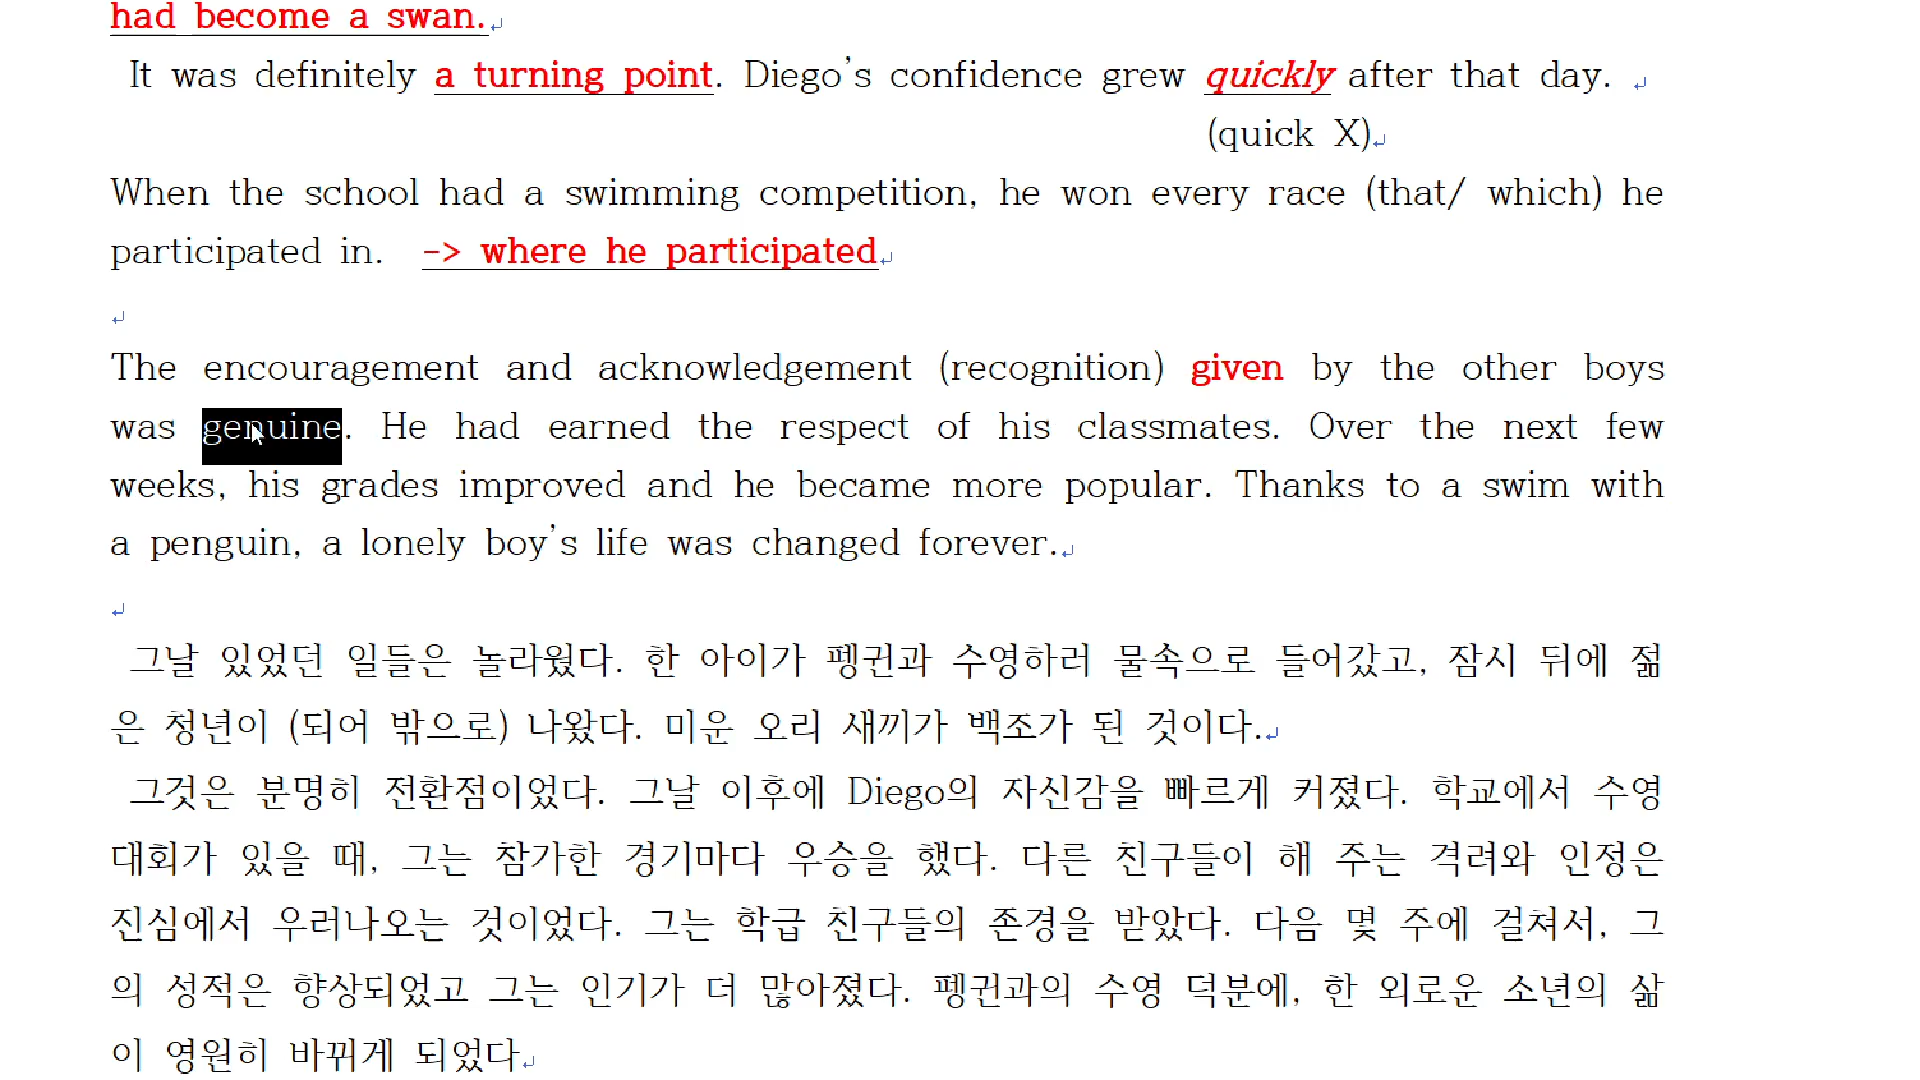 had become a swan.
It was definitely a turning point. Diego's confidence grew quickly after that day.
(quick X)
When the school had a swimming competition, he won every race (that/ which) he
participated in. -> where he participated
The encouragement and acknowledgement (recognition) given by the other boys
was genuine. He had earned the respect of his classmates. Over the next few
weeks, his grades improved and he became more popular. Thanks to a swim with
a penguin, a lonely boy's life was changed forever.
그날 있었던 일들은 놀라웠다. 한 아이가 펭귄과 수영하러 물속으로 들어갔고, 잠시 뒤에 젊
은 청년이 (되어 밖으로) 나왔다. 미운 오리 새끼가 백조가 된 것이다.
그것은 분명히 전환점이었다. 그날 이후에 Diego의 자신감을 빠르게 커졌다. 학교에서 수영
대회가 있을 때, 그는 참가한 경기마다 우승을 했다. 다른 친구들이 해 주는 격려와 인정은
진심에서 우러나오는 것이었다. 그는 학급 친구들의 존경을 받았다. 다음 몇 주에 걸쳐서, 그
의 성적은 향상되었고 그는 인기가 더 많아졌다. 펭귄과의 수영 덕분에, 한 외로운 소년의 삶
이 영원히 바뀌게 되었다